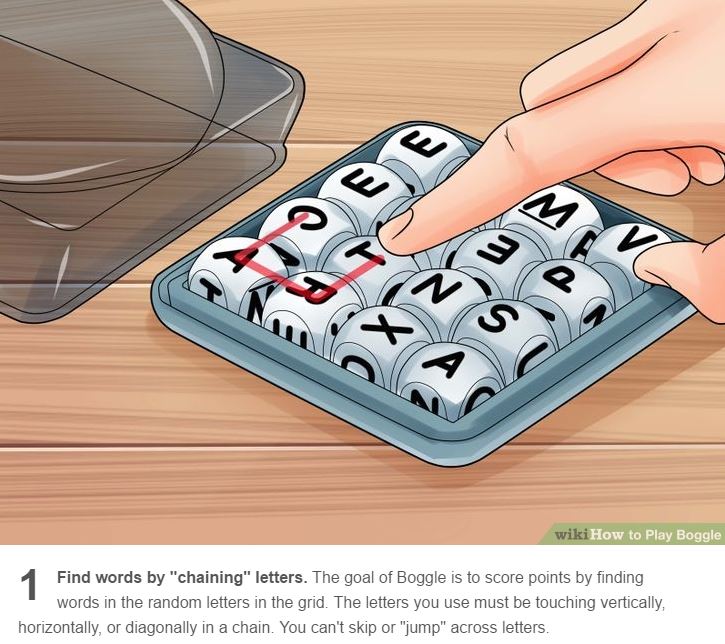 E
E
C
A
T
R
M
E
N
X
P
S
A
V
wikiHow to Play Boggle
1 Find words by "chaining" letters. The goal of Boggle is to score points by finding
words in the random letters in the grid. The letters you use must be touching vertically,
horizontally, or diagonally in a chain. You can't skip or "jump" across letters.